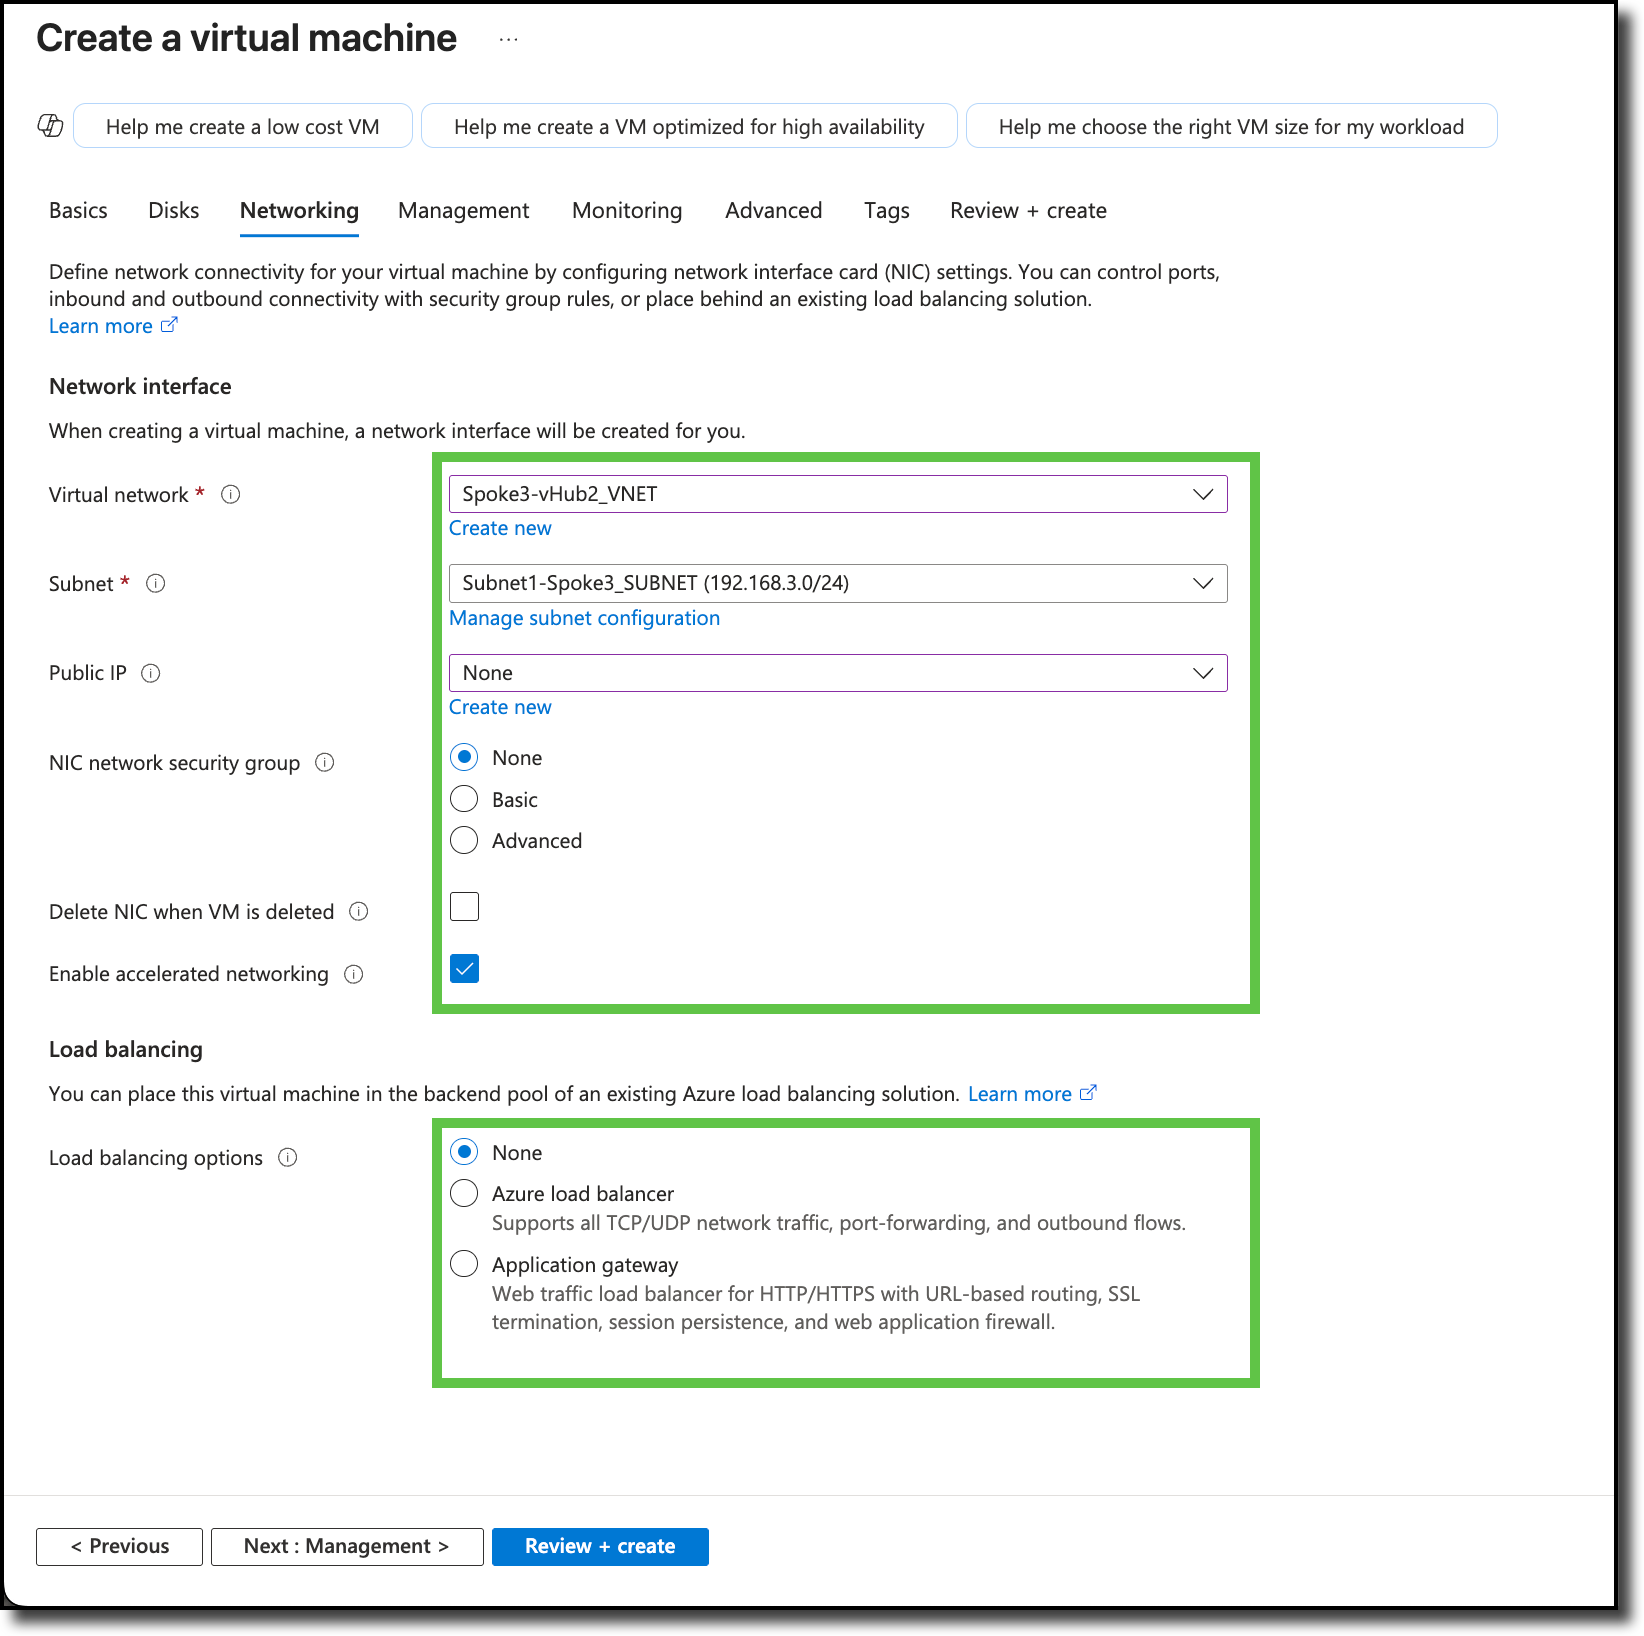 Create a virtual machine ...
Help me create a low cost VM
Help me create a VM optimized for high availability
Help me choose the right VM size for my workload
Basics Disks Networking Management Monitoring Advanced Tags Review + create
Define network connectivity for your virtual machine by configuring network interface card (NIC) settings. You can control ports,
inbound and outbound connectivity with security group rules, or place behind an existing load balancing solution.
Learn more
Network interface
When creating a virtual machine, a network interface will be created for you.
Virtual network *
Spoke3-vHub2_VNET
Create new
Subnet *
Subnet1-Spoke3_SUBNET (192.168.3.0/24)
Manage subnet configuration
Public IP
None
Create new
NIC network security group
None
Basic
Advanced
Delete NIC when VM is deleted
Enable accelerated networking
Load balancing
You can place this virtual machine in the backend pool of an existing Azure load balancing solution. Learn more
Load balancing options
None
Azure load balancer
Supports all TCP/UDP network traffic, port-forwarding, and outbound flows.
Application gateway
Web traffic load balancer for HTTP/HTTPS with URL-based routing, SSL
termination, session persistence, and web application firewall.
< Previous
Next : Management >
Review + create